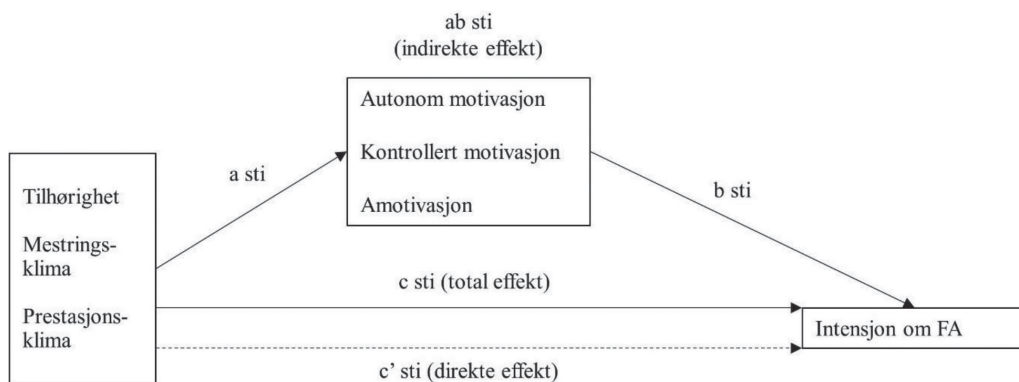 ab sti
(indirekte effekt)
Autonom motivasjon
Kontrollert motivasjon
Amotivasjon
a sti
b sti
Tilhørighet
Mestrings-
klima
Prestasjons-
klima
c sti (total effekt)
Intensjon om FA
c’ sti (direkte effekt)